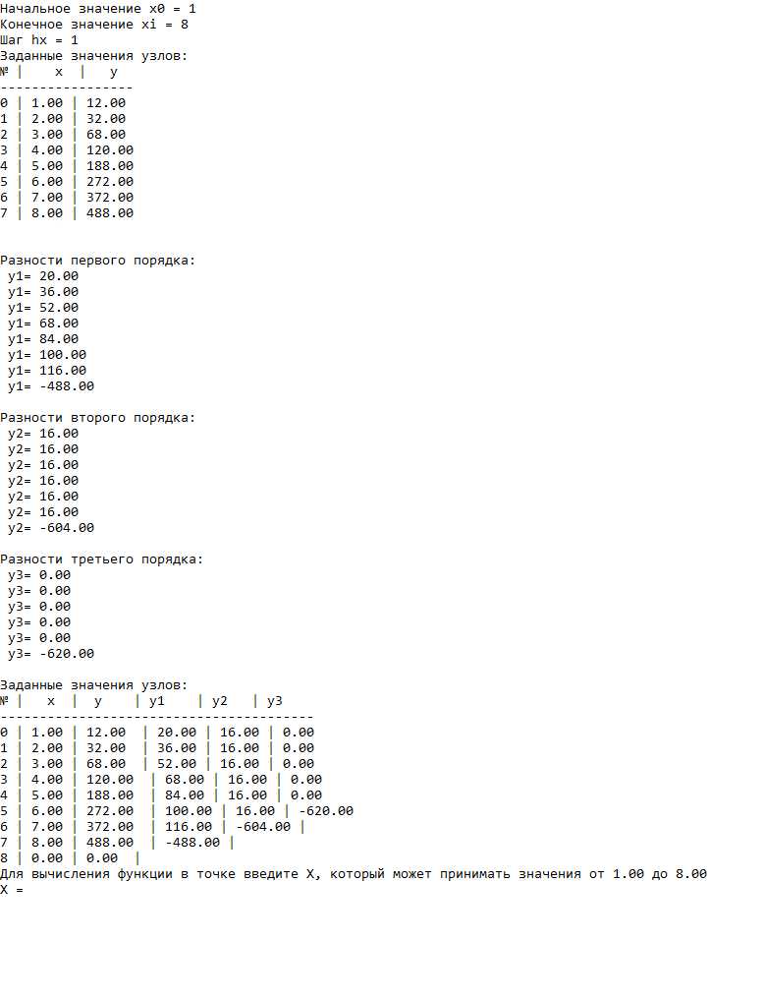 Начальное значение x0 = 1
Конечное значение xi = 8
Шаг hx = 1
Заданные значения узлов:
№ |    x  |   y
-----------------
0 | 1.00 | 12.00
1 | 2.00 | 32.00
2 | 3.00 | 68.00
3 | 4.00 | 120.00
4 | 5.00 | 188.00
5 | 6.00 | 272.00
6 | 7.00 | 372.00
7 | 8.00 | 488.00
Разности первого порядка:
y1= 20.00
y1= 36.00
y1= 52.00
y1= 68.00
y1= 84.00
y1= 100.00
y1= 116.00
y1= -488.00
Разности второго порядка:
y2= 16.00
y2= 16.00
y2= 16.00
y2= 16.00
y2= 16.00
y2= 16.00
y2= -604.00
Разности третьего порядка:
y3= 0.00
y3= 0.00
y3= 0.00
y3= 0.00
y3= 0.00
y3= -620.00
Заданные значения узлов:
№ |   x  |  y    | y1    | y2   | y3
----------------------------------------
0 | 1.00 | 12.00  | 20.00 | 16.00 | 0.00
1 | 2.00 | 32.00  | 36.00 | 16.00 | 0.00
2 | 3.00 | 68.00  | 52.00 | 16.00 | 0.00
3 | 4.00 | 120.00  | 68.00 | 16.00 | 0.00
4 | 5.00 | 188.00  | 84.00 | 16.00 | 0.00
5 | 6.00 | 272.00  | 100.00 | 16.00 | -620.00
6 | 7.00 | 372.00  | 116.00 | -604.00 |
7 | 8.00 | 488.00  | -488.00 |
8 | 0.00 | 0.00  |
Для вычисления функции в точке введите X, который может принимать значения от 1.00 до 8.00
X =